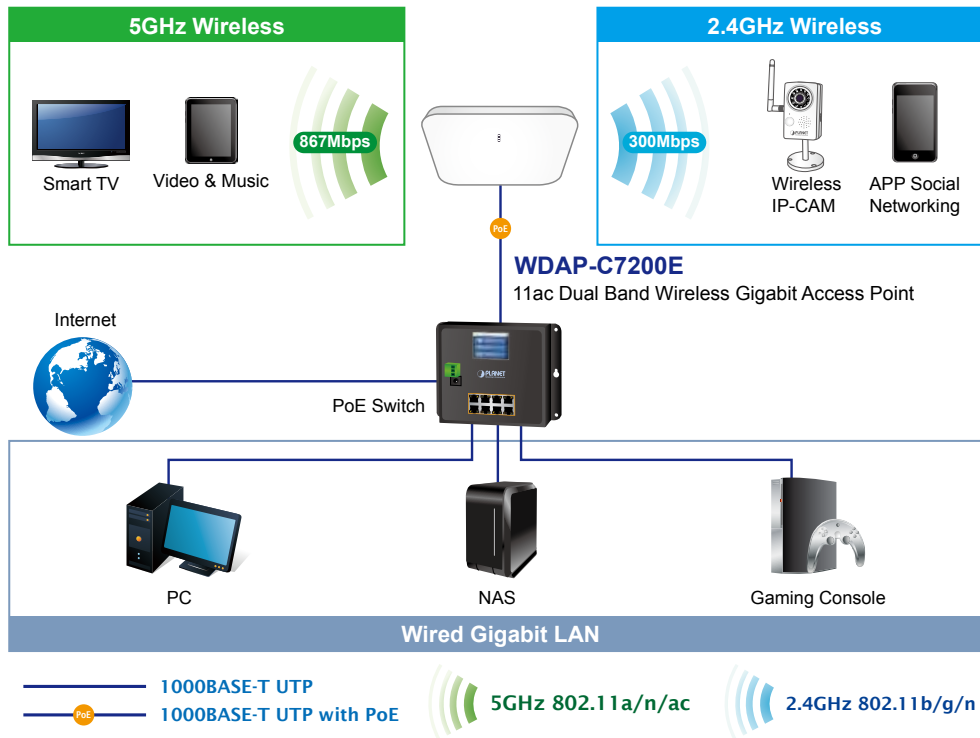 5GHz Wireless
2.4GHz Wireless
867Mbps
300Mbps
Smart TV
Video & Music
PLANET
Wireless
IP-CAM
APP Social
Networking
PoE
WDAP-C7200E
11ac Dual Band Wireless Gigabit Access Point
Internet
PLANET
PoE Switch
PC
NAS
Gaming Console
Wired Gigabit LAN
1000BASE-T UTP
PoE
1000BASE-T UTP with PoE
5GHz 802.11a/n/ac
2.4GHz 802.11b/g/n